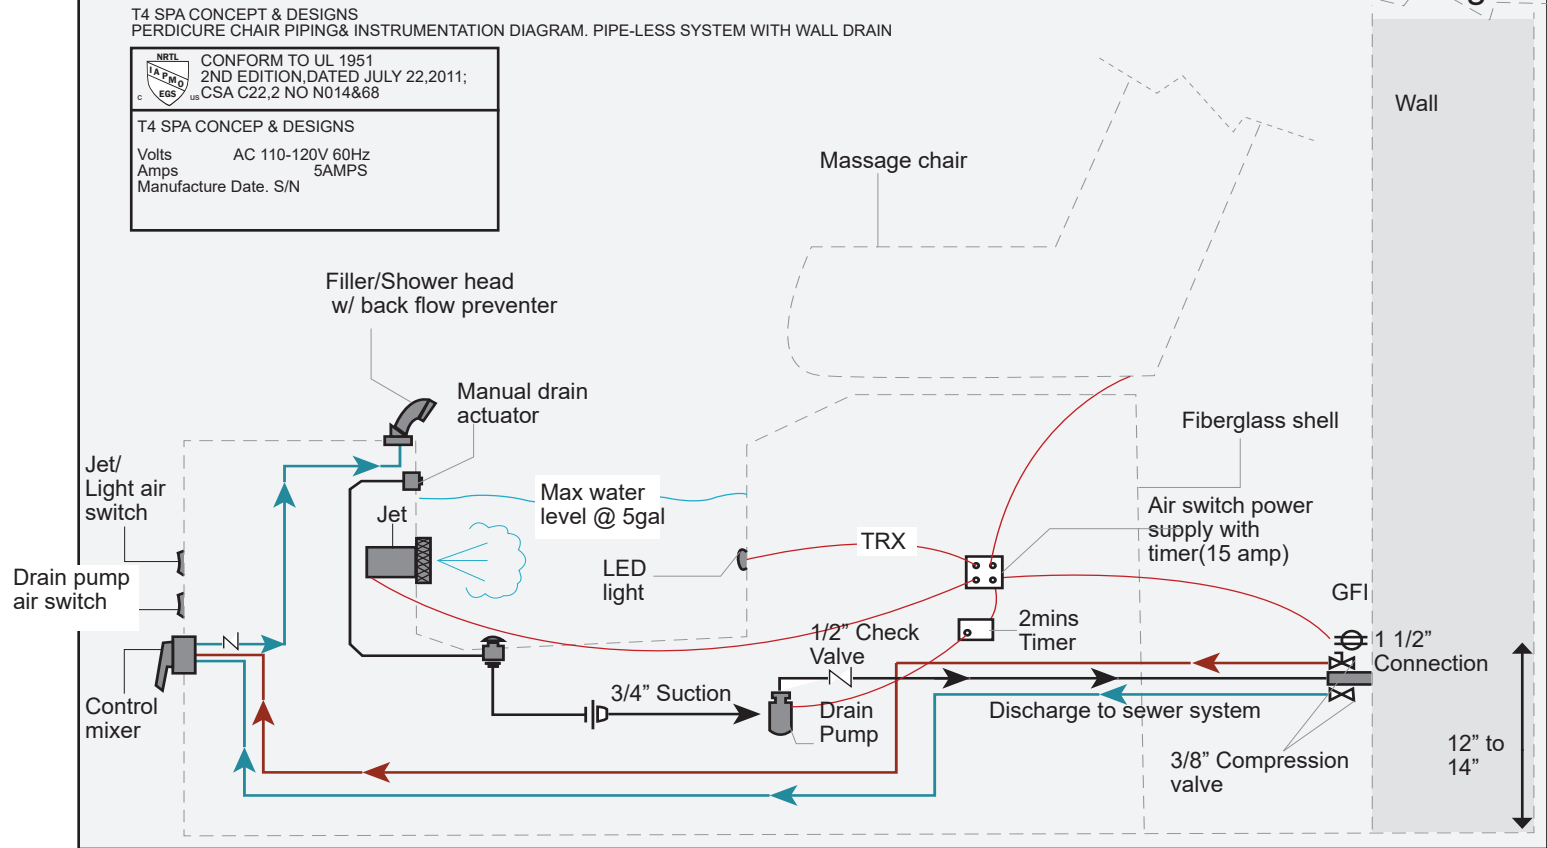 T4 SPA CONCEPT & DESIGNS
PERDICURE CHAIR PIPING& INSTRUMENTATION DIAGRAM. PIPE-LESS SYSTEM WITH WALL DRAIN
NRTL
IAPMO
EGS
c
us
CONFORM TO UL 1951
2ND EDITION,DATED JULY 22,2011;
CSA C22,2 NO N014&68
T4 SPA CONCEP & DESIGNS
Volts AC 110-120V 60Hz
Amps 5AMPS
Manufacture Date. S/N
Wall
Massage chair
Filler/Shower head
w/ back flow preventer
Manual drain
actuator
Fiberglass shell
Jet/
Light air
switch
Jet
Max water
level @ 5gal
Air switch power
supply with
timer(15 amp)
TRX
LED
light
Drain pump
air switch
GFI
2mins
Timer
1/2” Check
Valve
1 1/2”
Connection
Control
mixer
3/4” Suction
Drain
Pump
Discharge to sewer system
3/8” Compression
valve
12” to
14”